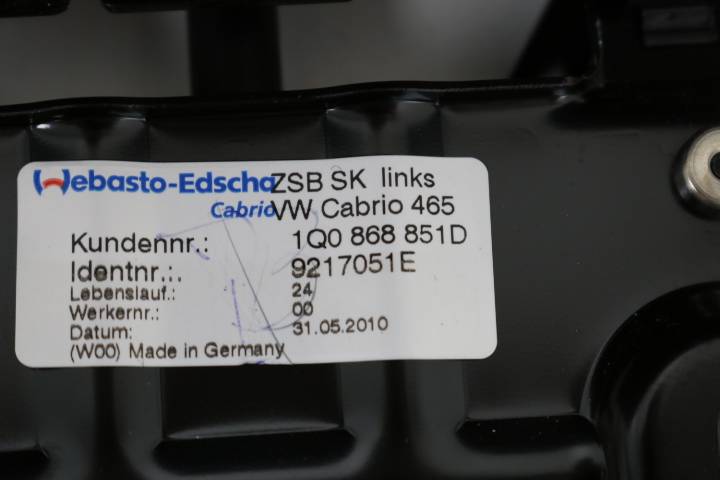 Webasto-Edscha ZSB SK links
Cabrio VW Cabrio 465
Kundennr.: 1Q0 868 851D
Identnr.:. 9217051E
Lebenslauf.: 24
Werkernr.: 00
Datum: 31.05.2010
(W00) Made in Germany